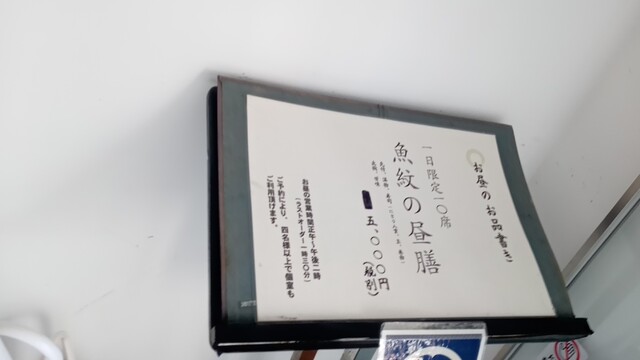 お昼のお品書き
一日限定一〇席
魚紋の昼膳
五、〇〇〇円(税別)
お昼の営業時間正午〜午後二時
(ラストオーダー一時三〇分)
ご予約により、四名様以上で個室も
ご利用頂けます。